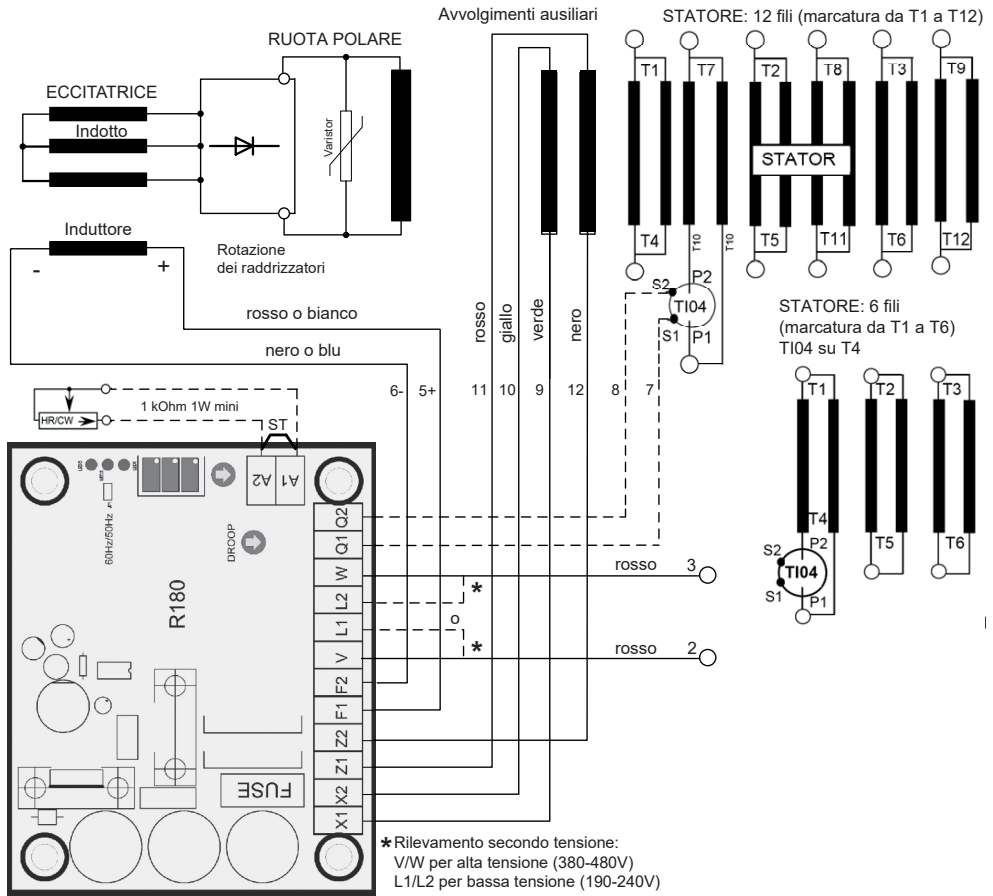 Avvolgimenti ausiliari
STATORE: 12 fili (marcatura da T1 a T12)
RUOTA POLARE
ECCITATRICE
Indotto
Varistor
T1
T7
T2
T8
T3
T9
STATOR
T4
T10
T10
T5
T11
T6
T12
Induttore
-
+
Rotazione
dei raddrizzatori
S2
P2
TI04
S1
P1
STATORE: 6 fili
(marcatura da T1 a T6)
TI04 su T4
rosso o bianco
nero o blu
rosso
giallo
verde
nero
6-
5+
11
10
9
12
8
7
T1
T2
T3
T4
T5
T6
S2
P2
TI04
S1
P1
HR/CW
1 kOhm 1W mini
ST
A2
A1
60Hz/50Hz
DROOP
R180
Q2
Q1
W
L2
L1
V
F2
F1
Z2
Z1
X2
X1
rosso
3
*
o
*
rosso
2
FUSE
* Rilevamento secondo tensione:
V/W per alta tensione (380-480V)
L1/L2 per bassa tensione (190-240V)